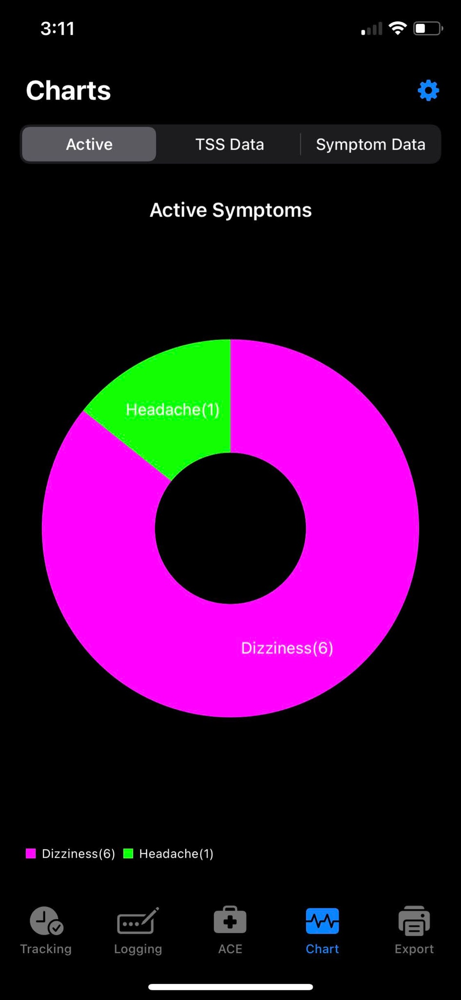 3:11
Charts
Active TSS Data Symptom Data
Active Symptoms
Headache(1)
Dizziness(6)
Dizziness(6) Headache(1)
Tracking Logging ACE Chart Export